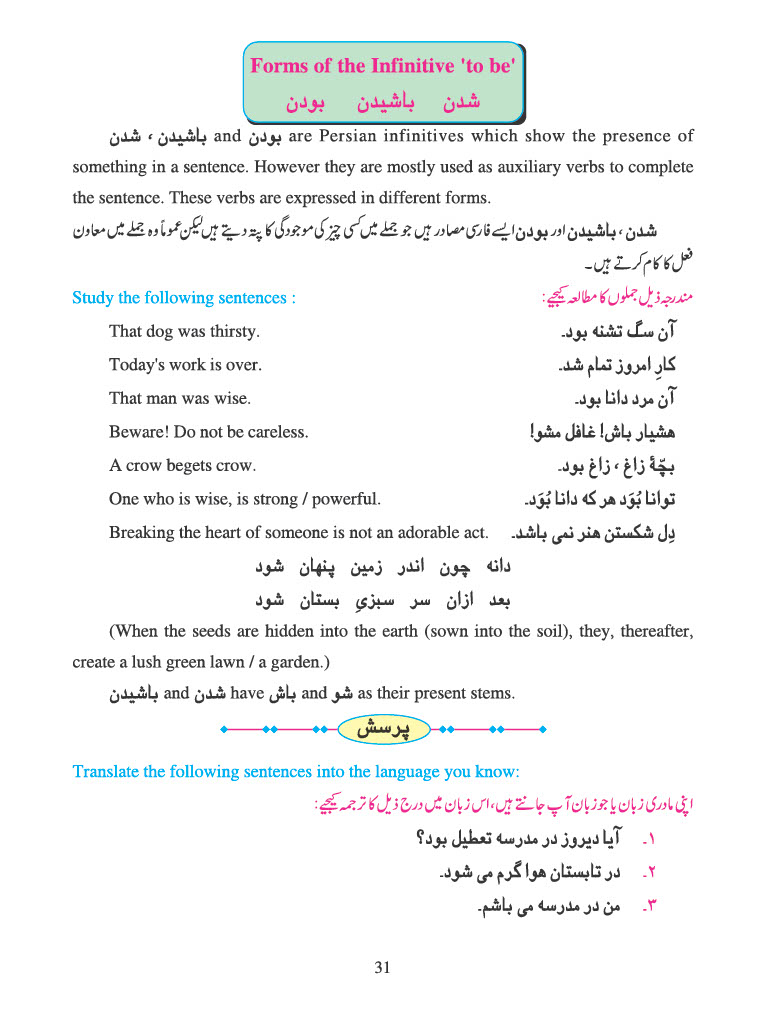 Forms of the Infinitive 'to be'
شدن باشیدن بودن
باشیدن ، شدن and بودن are Persian infinitives which show the presence of
something in a sentence. However they are mostly used as auxiliary verbs to complete
the sentence. These verbs are expressed in different forms.
شدن ، باشیدن اور بودن ایسے فارسی مصادر ہیں جو جملے میں کسی چیز کی موجودگی کا پتہ دیتے ہیں لیکن عموماً وہ جملے میں معاون
فعل کا کام کرتے ہیں۔
Study the following sentences : مندرجہ ذیل جملوں کا مطالعہ کیجیے :
That dog was thirsty. آن سگ تشنه بود۔
Today's work is over. کارِ امروز تمام شد۔
That man was wise. آن مرد دانا بود۔
Beware! Do not be careless. هشیار باش! غافل مشو!
A crow begets crow. بچّۂ زاغ ، زاغ بود۔
One who is wise, is strong / powerful. توانا بُوَد هر که دانا بُوَد۔
Breaking the heart of someone is not an adorable act. دِل شکستن هنر نمی باشد۔
دانه چون اندر زمین پنهان شود
بعد ازان سر سبزیِ بستان شود
(When the seeds are hidden into the earth (sown into the soil), they, thereafter,
create a lush green lawn / a garden.)
باشیدن and شدن have باش and شو as their present stems.
پرسش
Translate the following sentences into the language you know:
اپنی مادری زبان یا جو زبان آپ جانتے ہیں، اس زبان میں درج ذیل کا ترجمہ کیجیے :
۱۔ آیا دیروز در مدرسه تعطیل بود؟
۲۔ در تابستان هوا گرم می شود۔
۳۔ من در مدرسه می باشم۔
31